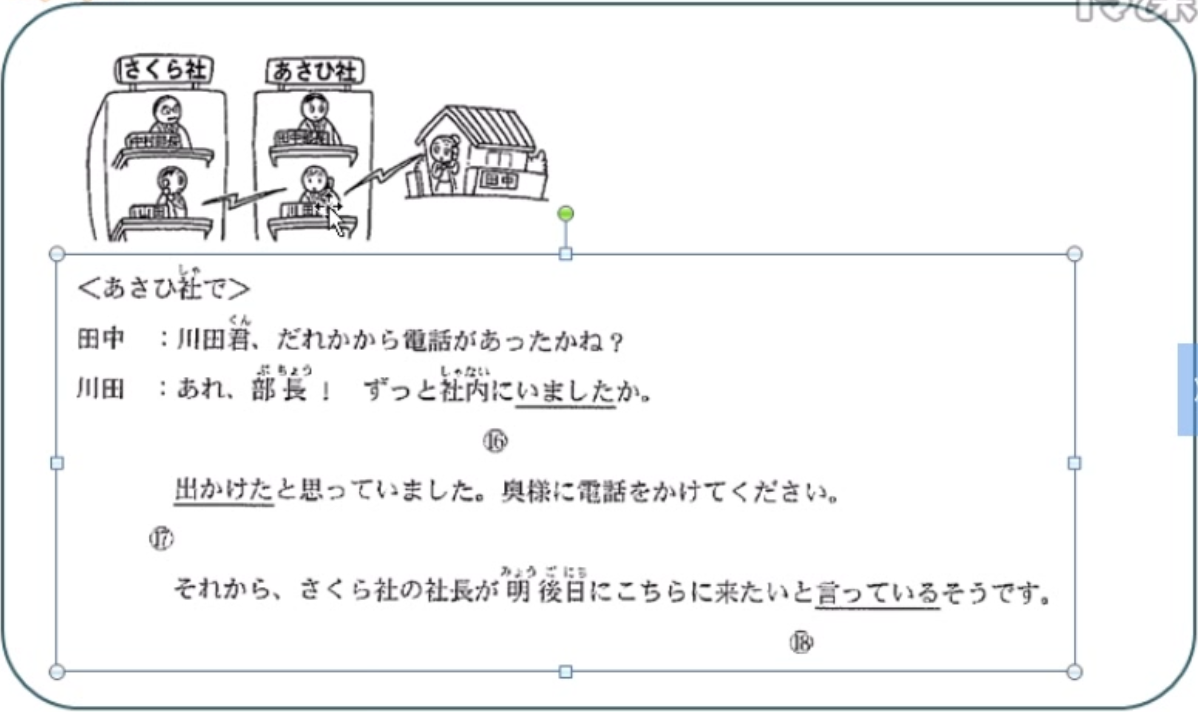 さくら社
あさひ社
田中
<あさひ社で>
田中 :川田君、だれかから電話があったかね?
川田 :あれ、部長! ずっと社内にいましたか。
⑯
出かけたと思っていました。奥様に電話をかけてください。
⑰
それから、さくら社の社長が明後日にこちらに来たいと言っているそうです。
⑱